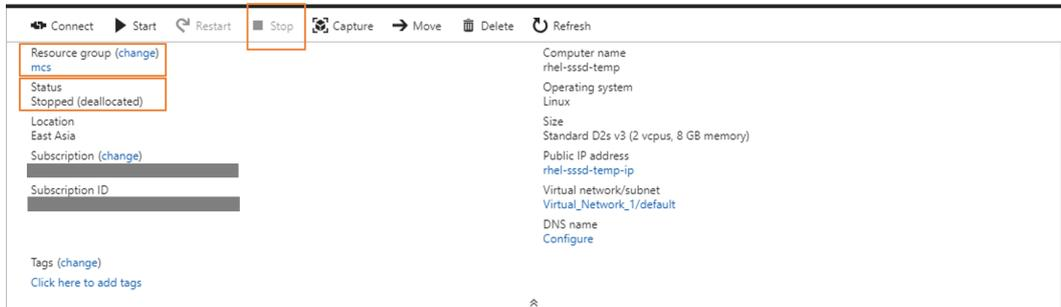 Connect Start Restart Stop Capture Move Delete Refresh
Resource group (change)
mcs
Status
Stopped (deallocated)
Location
East Asia
Subscription (change)
Subscription ID
Tags (change)
Click here to add tags
Computer name
rhel-sssd-temp
Operating system
Linux
Size
Standard D2s v3 (2 vcpus, 8 GB memory)
Public IP address
rhel-sssd-temp-ip
Virtual network/subnet
Virtual_Network_1/default
DNS name
Configure